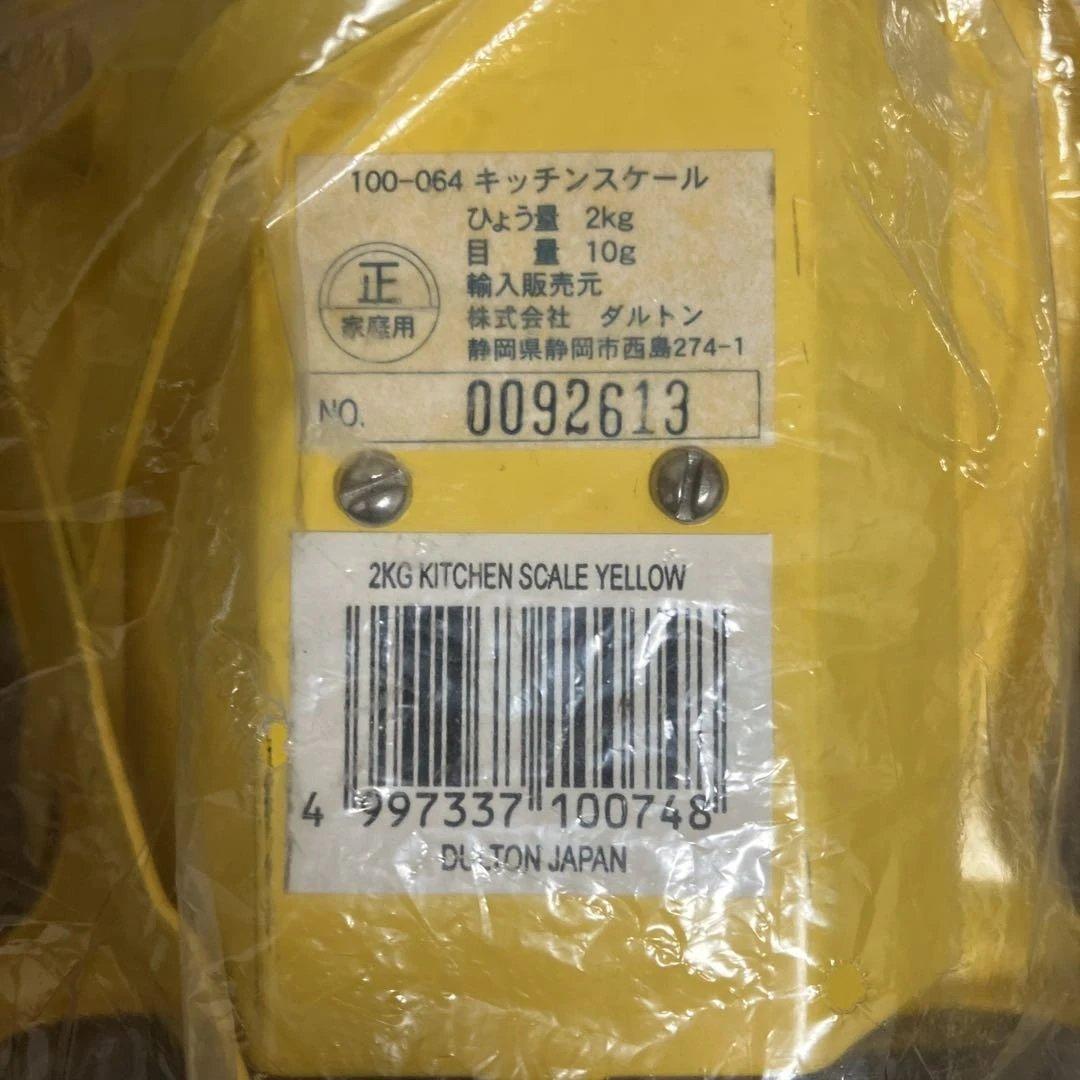 100-064 キッチンスケール
ひょう量 2kg
目 量 10g
正
家庭用
輸入販売元
株式会社 ダルトン
静岡県静岡市西島274-1
NO. 0092613
2KG KITCHEN SCALE YELLOW
4 997337 100748
DULTON JAPAN